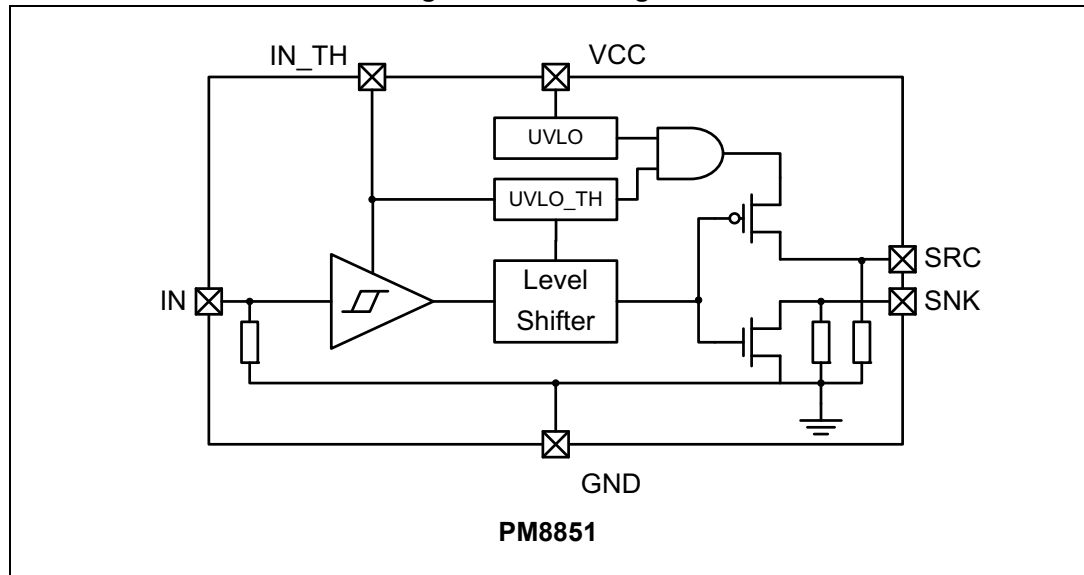 IN_TH
VCC
UVLO
UVLO_TH
SRC
IN
Level
Shifter
SNK
GND
PM8851